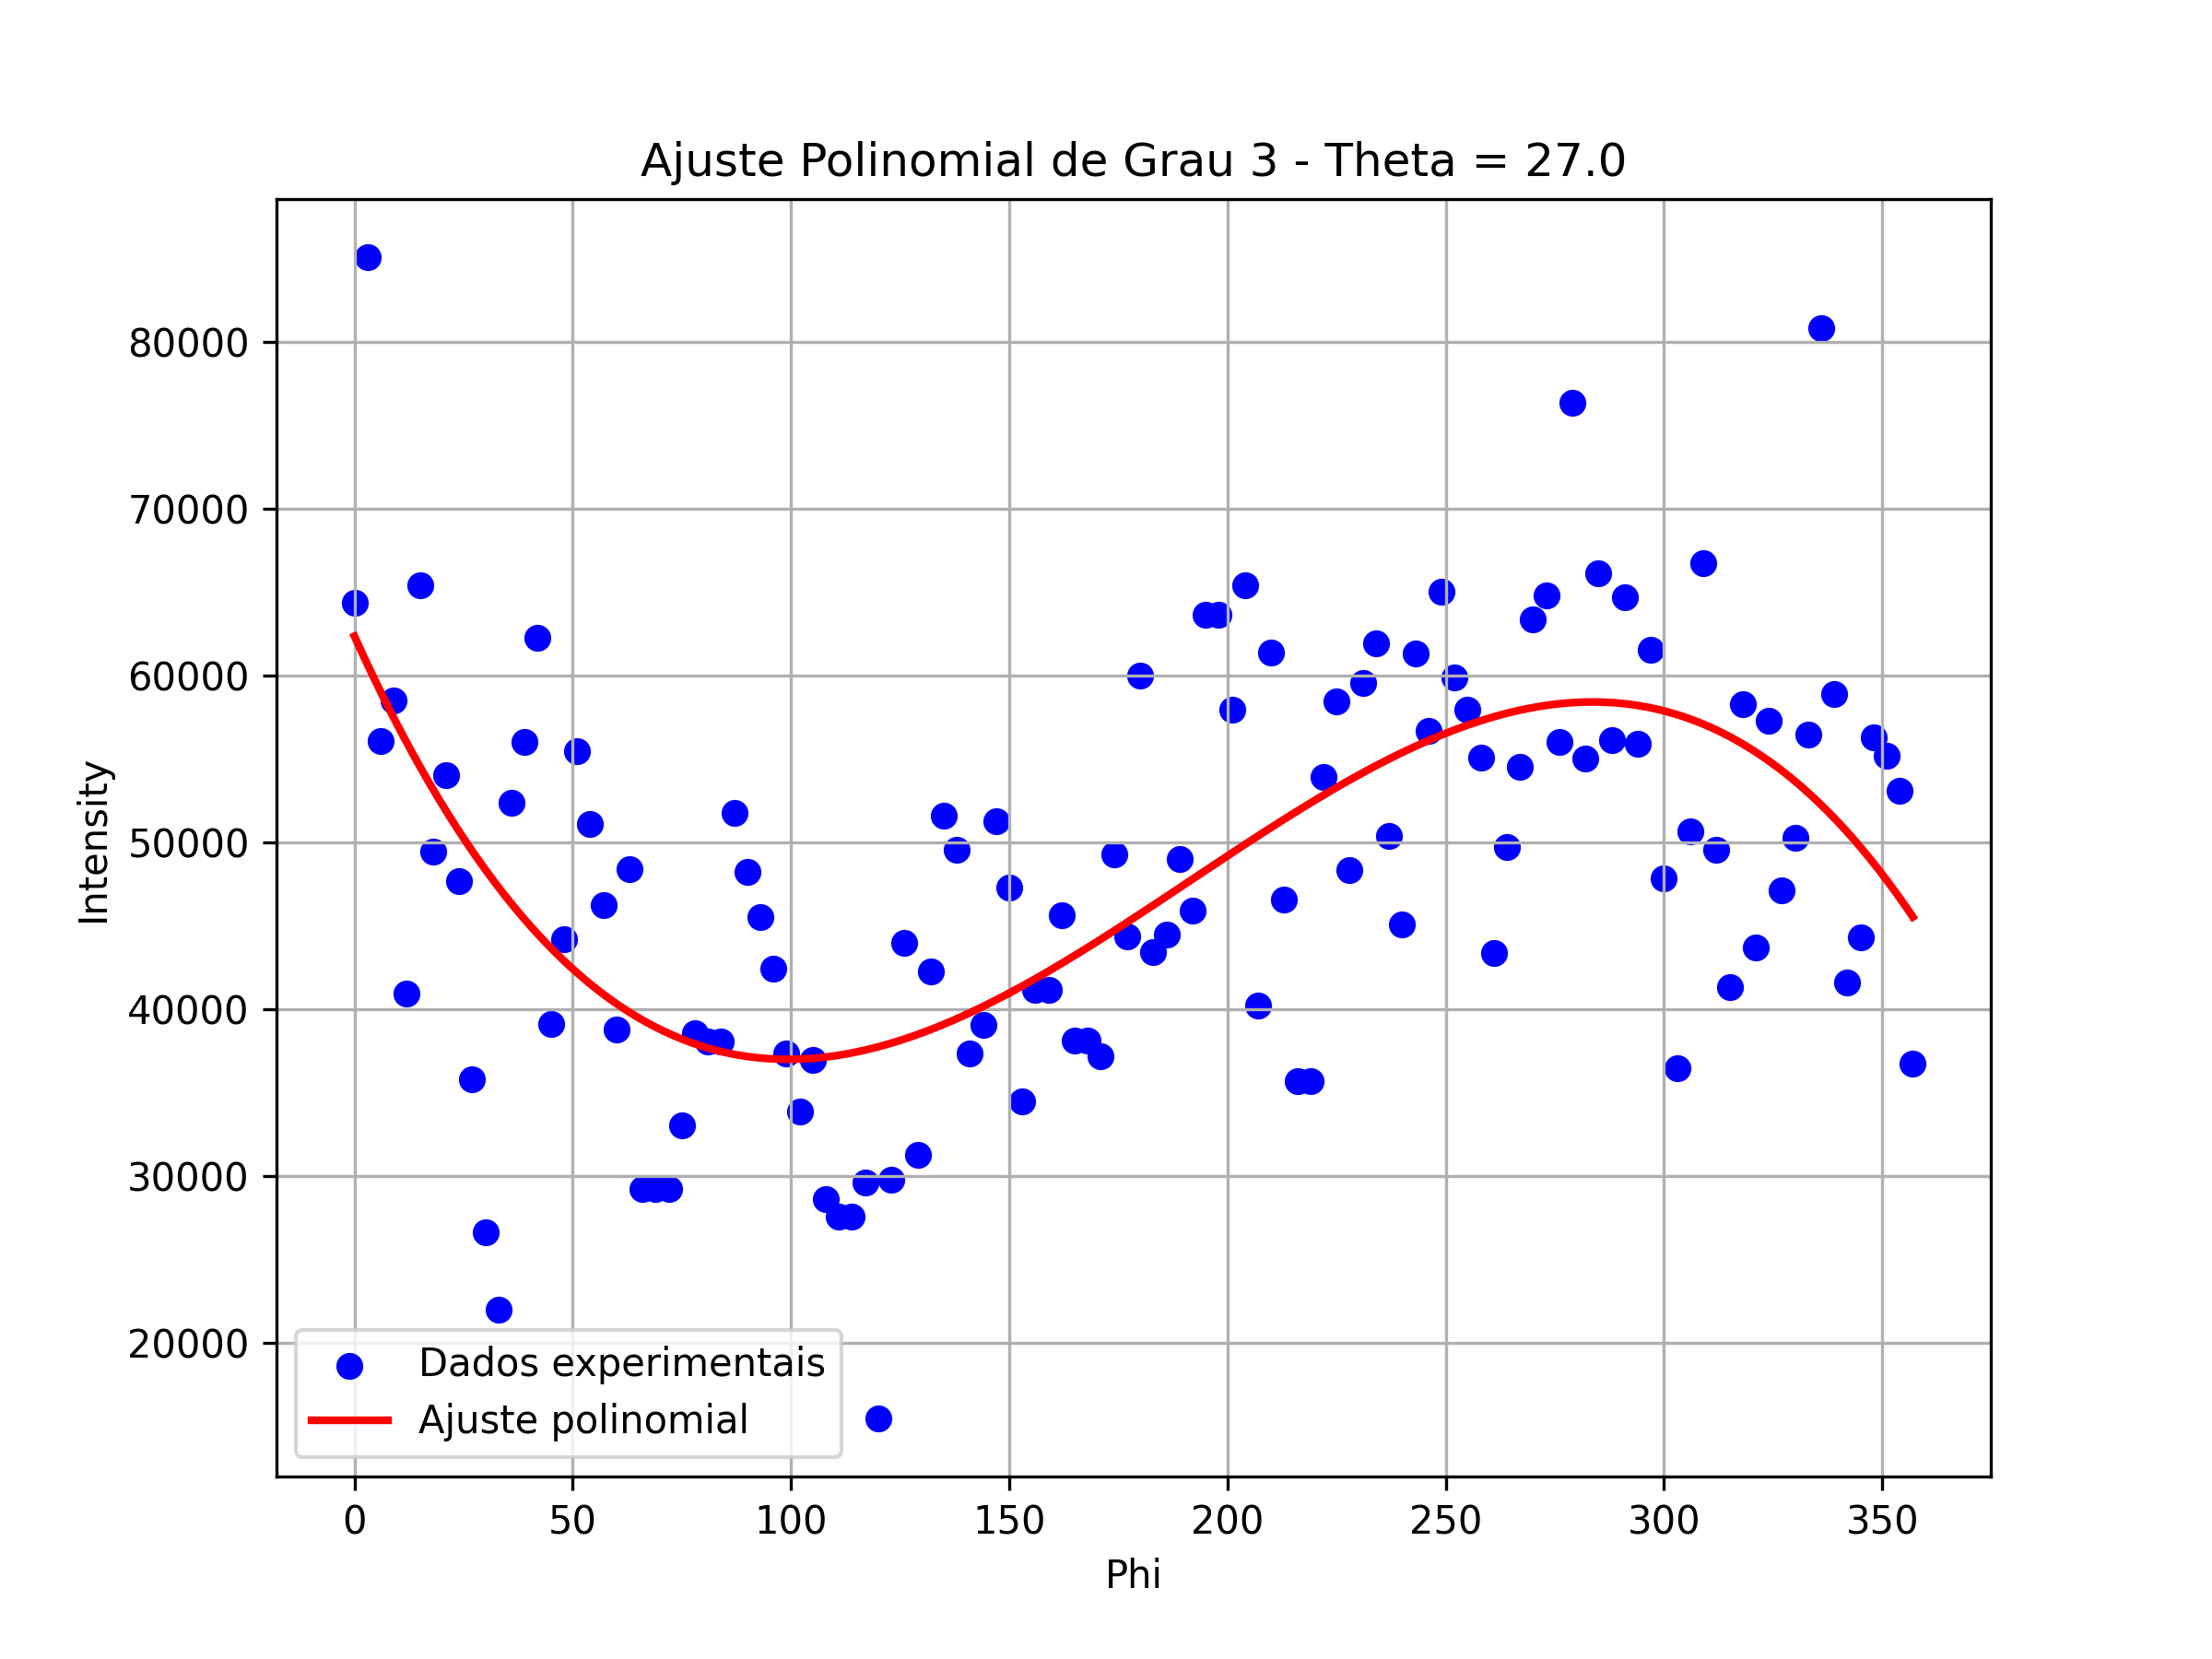 Ajuste Polinomial de Grau 3 - Theta = 27.0
Intensity
80000
70000
60000
50000
40000
30000
20000
Dados experimentais
Ajuste polinomial
0 50 100 150 200 250 300 350
Phi